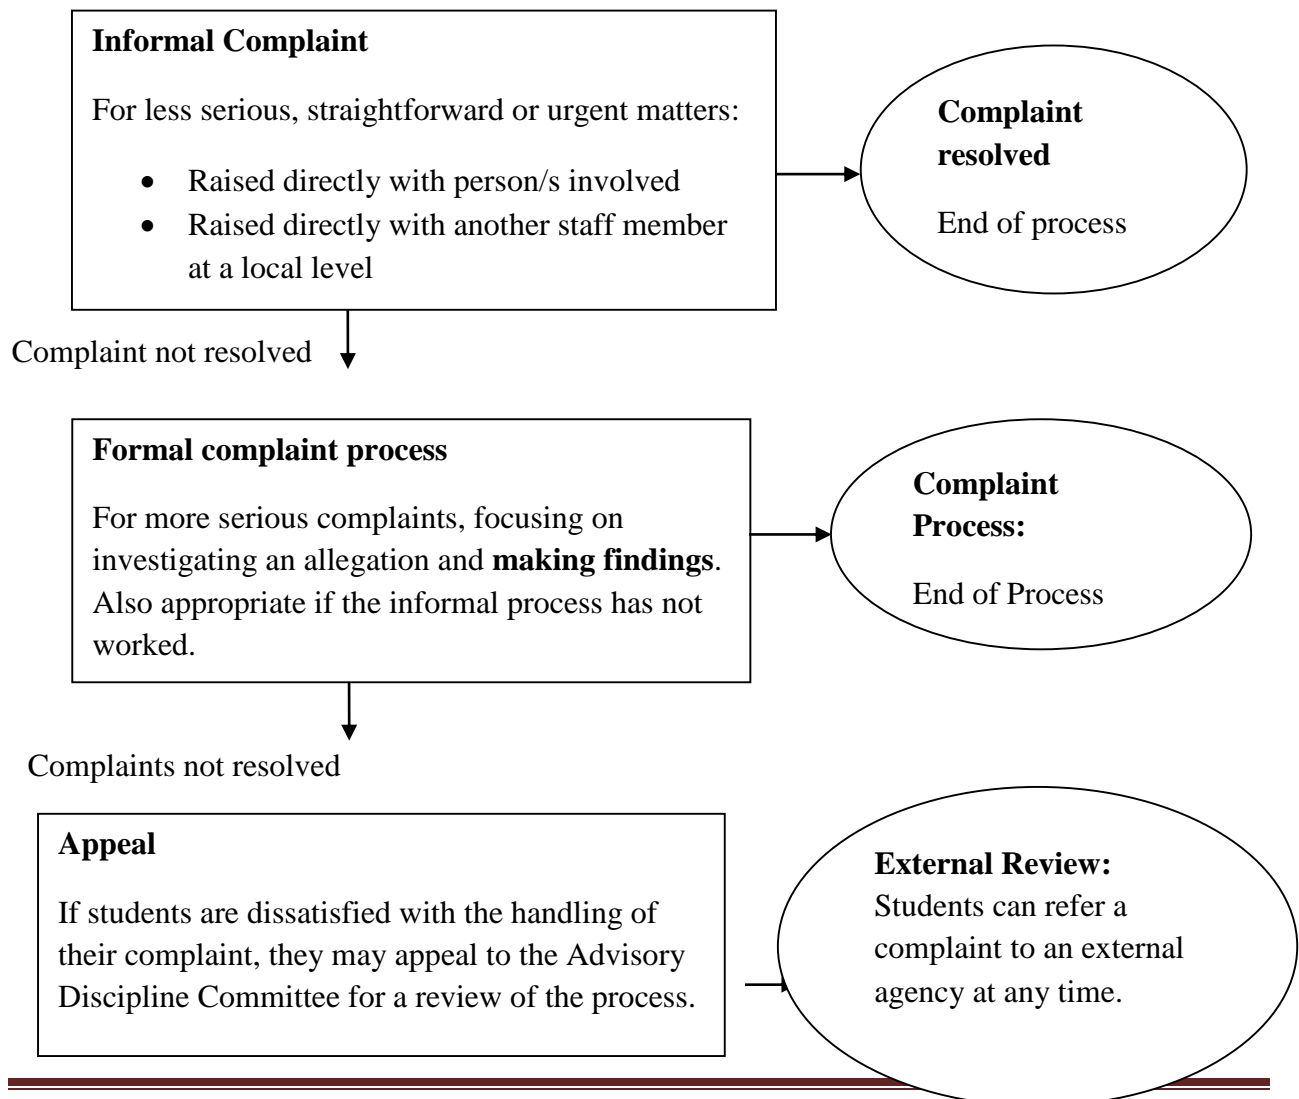 Informal Complaint
For less serious, straightforward or urgent matters:
• Raised directly with person/s involved
• Raised directly with another staff member
at a local level
Complaint
resolved
End of process
Complaint not resolved
Formal complaint process
For more serious complaints, focusing on
investigating an allegation and making findings.
Also appropriate if the informal process has not
worked.
Complaint
Process:
End of Process
Complaints not resolved
Appeal
If students are dissatisfied with the handling of
their complaint, they may appeal to the Advisory
Discipline Committee for a review of the process.
External Review:
Students can refer a
complaint to an external
agency at any time.